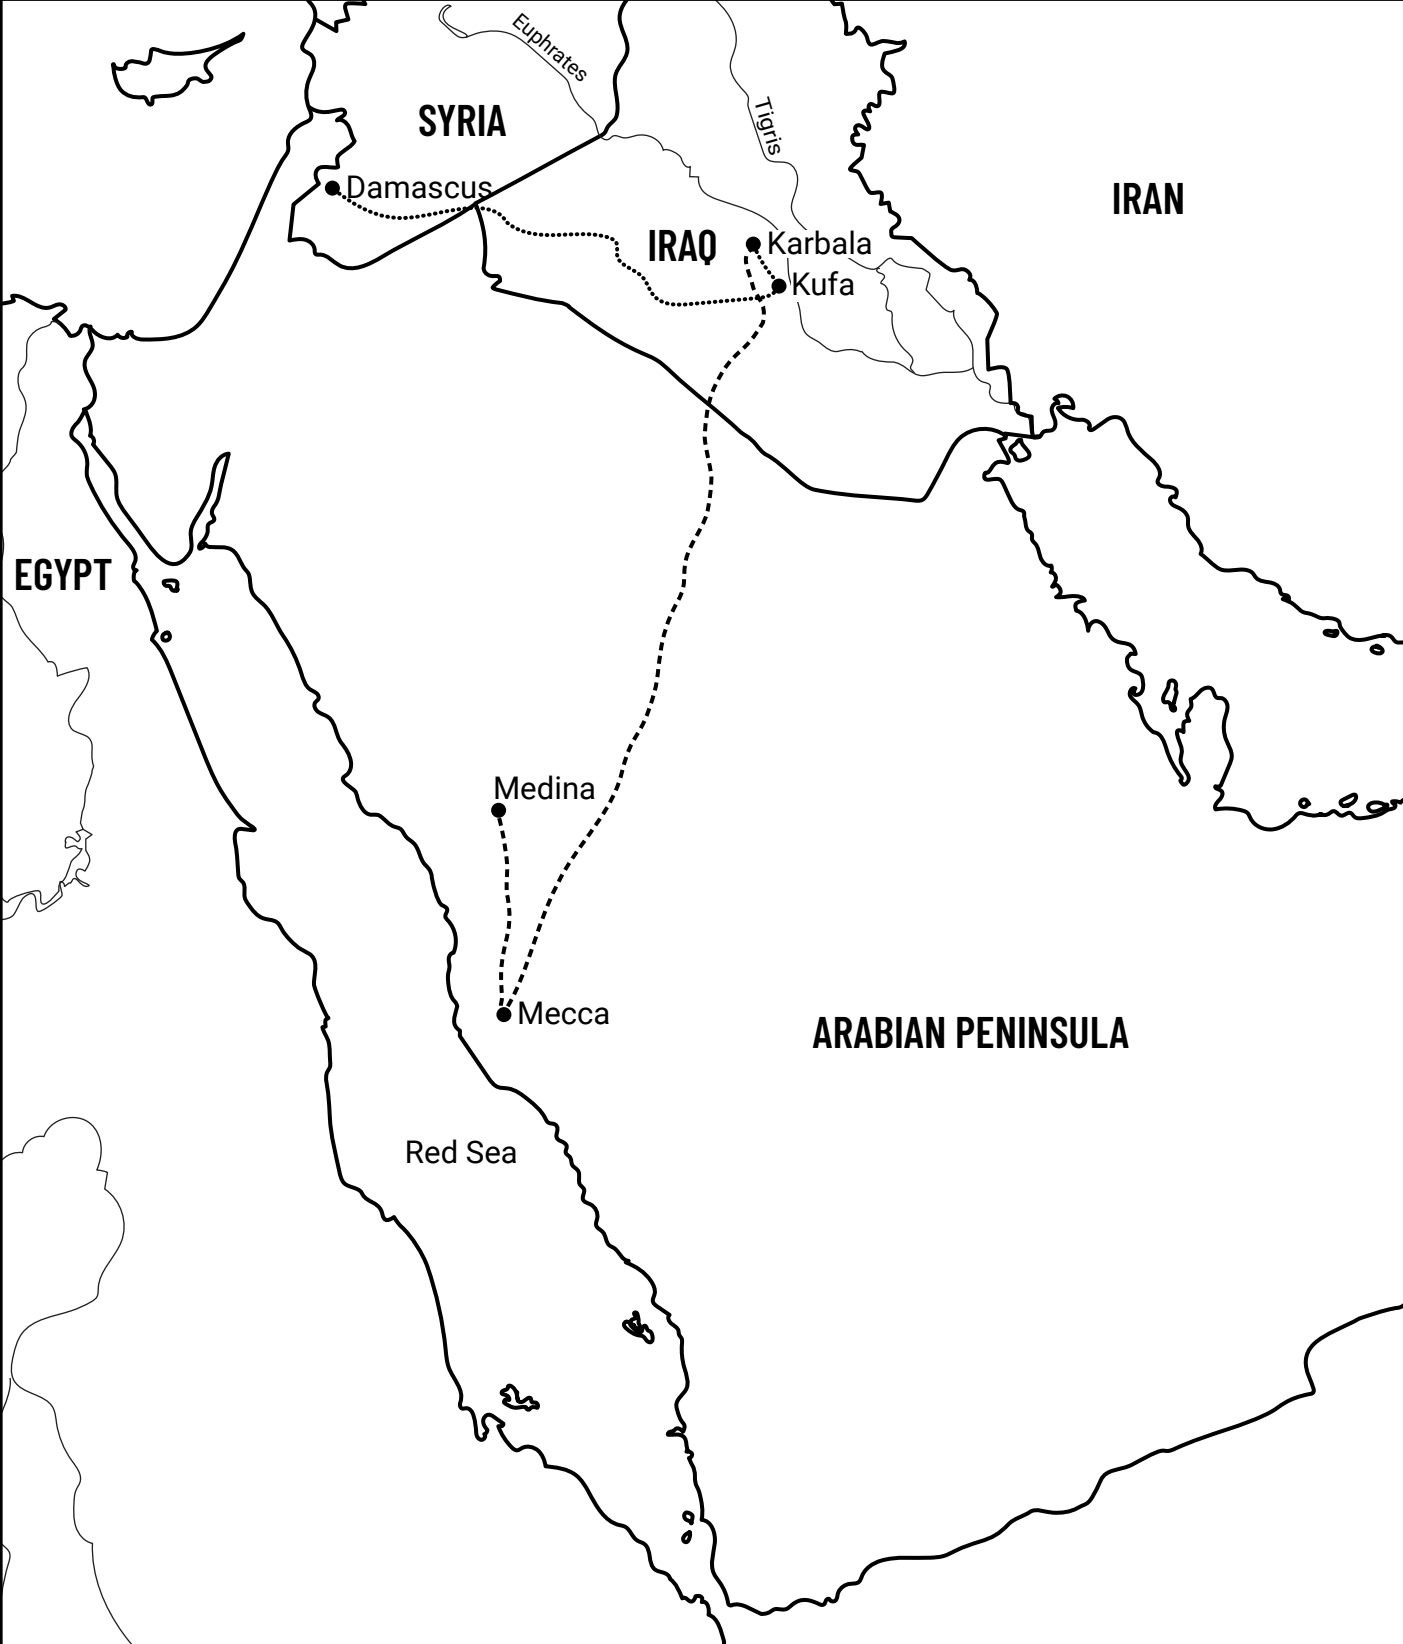 Euphrates
SYRIA
Tigris
Damascus
IRAN
IRAQ
Karbala
Kufa
EGYPT
Medina
Mecca
ARABIAN PENINSULA
Red Sea